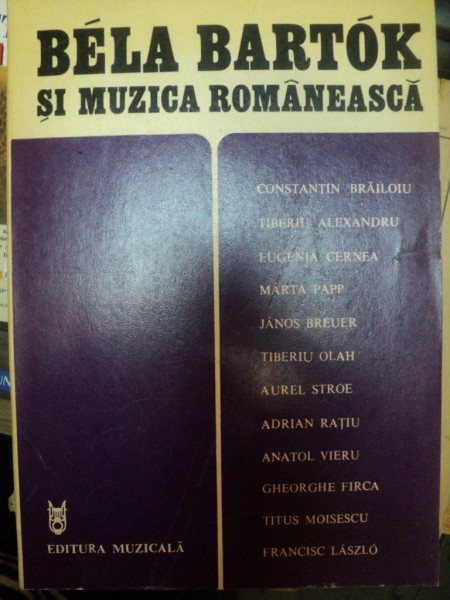 BÉLA BARTÓK
ȘI MUZICA ROMÂNEASCĂ
CONSTANTIN BRĂILOIU
TIBERIU ALEXANDRU
EUGENIA CERNEA
MÁRTA PAPP
JÁNOS BREUER
TIBERIU OLAH
AUREL STROE
ADRIAN RAȚIU
ANATOL VIERU
GHEORGHE FIRCA
TITUS MOISESCU
FRANCISC LÁSZLÓ
EDITURA MUZICALĂ